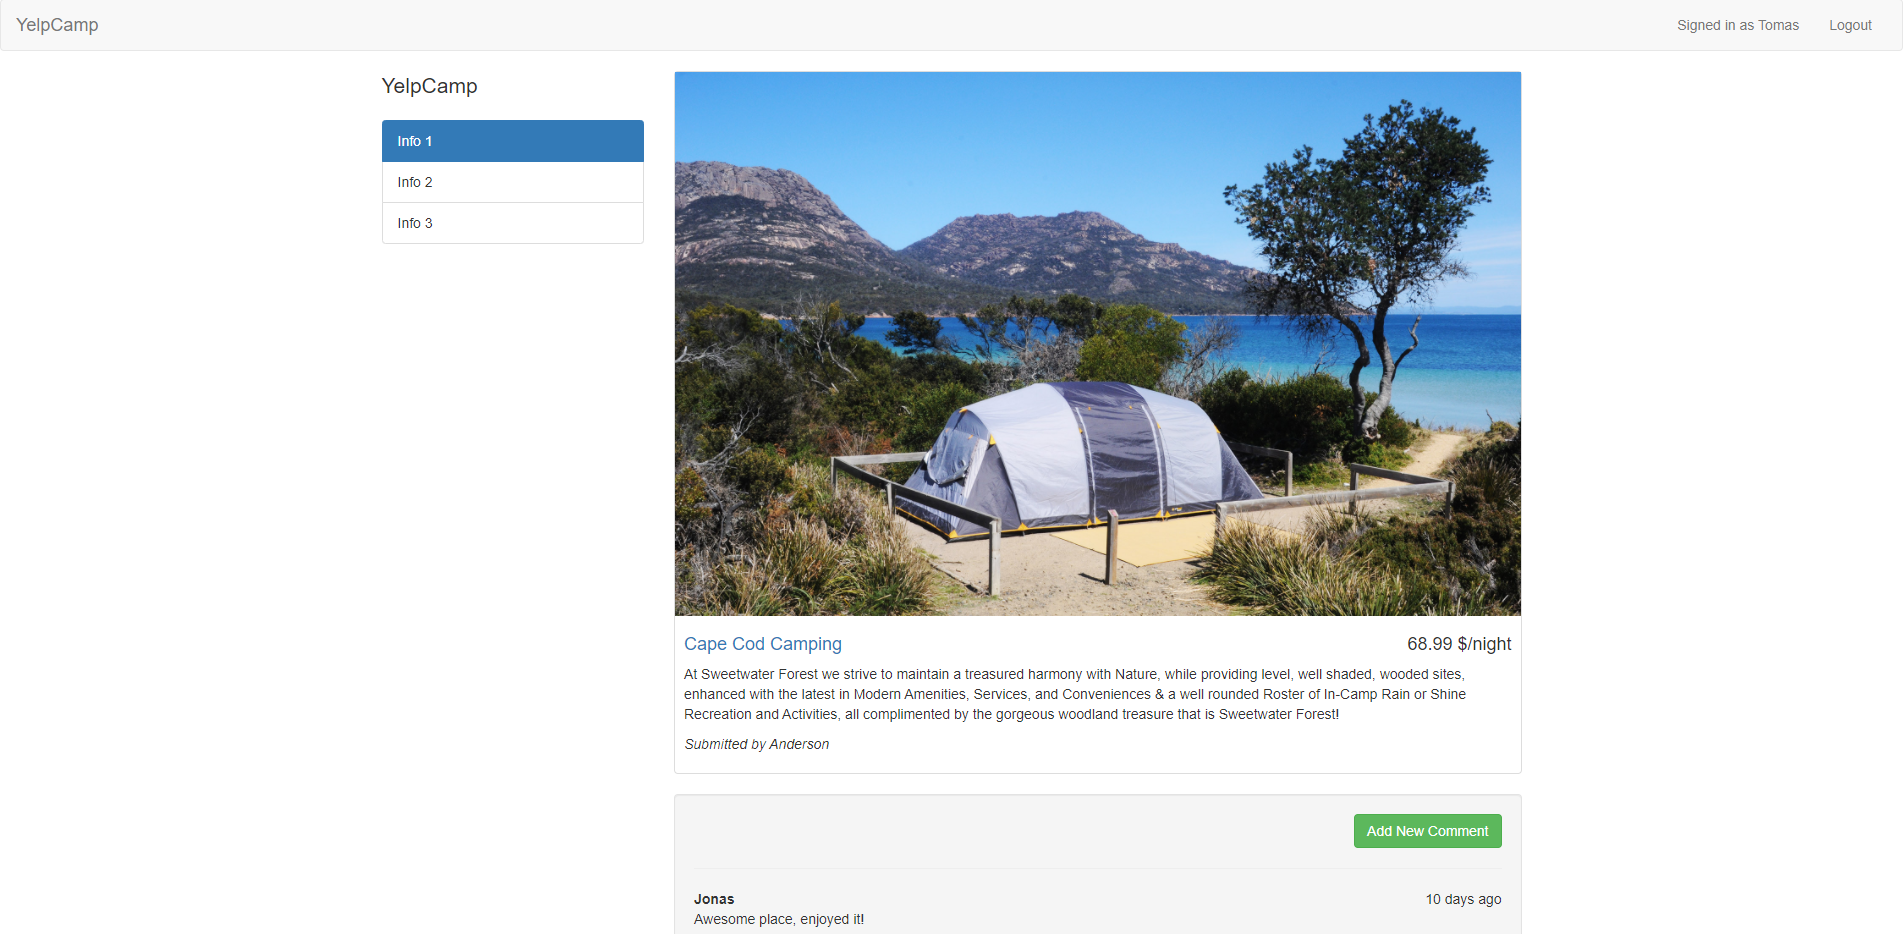 YelpCamp
Signed in as Tomas
Logout
YelpCamp
Info 1
Info 2
Info 3
Cape Cod Camping
68.99 $/night
At Sweetwater Forest we strive to maintain a treasured harmony with Nature, while providing level, well shaded, wooded sites,
enhanced with the latest in Modern Amenities, Services, and Conveniences & a well rounded Roster of In-Camp Rain or Shine
Recreation and Activities, all complimented by the gorgeous woodland treasure that is Sweetwater Forest!
Submitted by Anderson
Add New Comment
Jonas
10 days ago
Awesome place, enjoyed it!